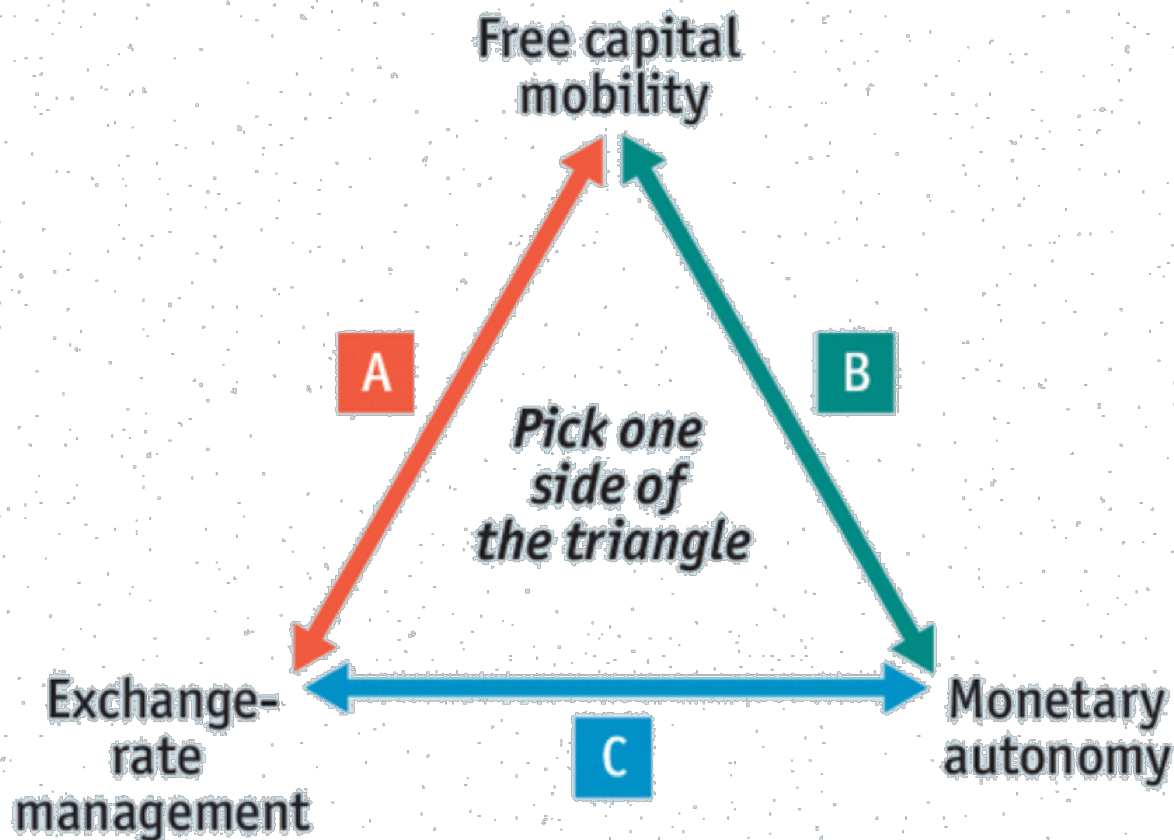 Free capital
mobility
A
B
Pick one
side of
the triangle
Exchange-
rate
management
Monetary
autonomy
C